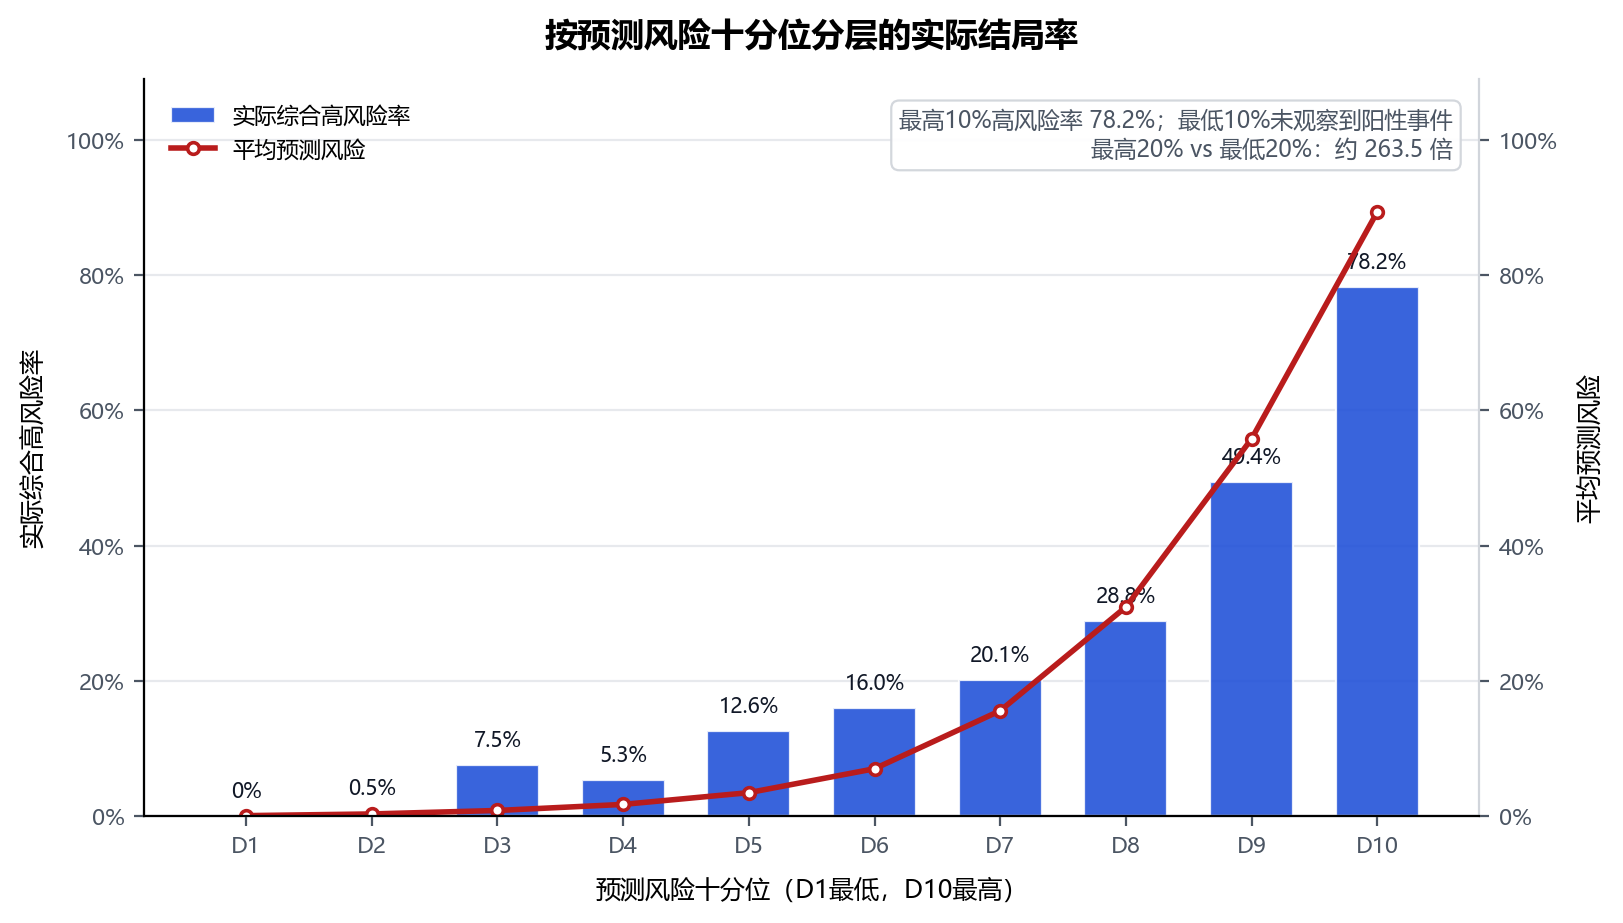 按预测风险十分位分层的实际结局率
实际综合高风险率
平均预测风险
最高10%高风险率 78.2%；最低10%未观察到阳性事件
最高20% vs 最低20%：约 263.5 倍
100%
80%
60%
40%
20%
0%
实际综合高风险率
0%
0.5%
7.5%
5.3%
12.6%
16.0%
20.1%
28.8%
49.4%
78.2%
100%
80%
60%
40%
20%
0%
平均预测风险
D1
D2
D3
D4
D5
D6
D7
D8
D9
D10
预测风险十分位（D1最低，D10最高）